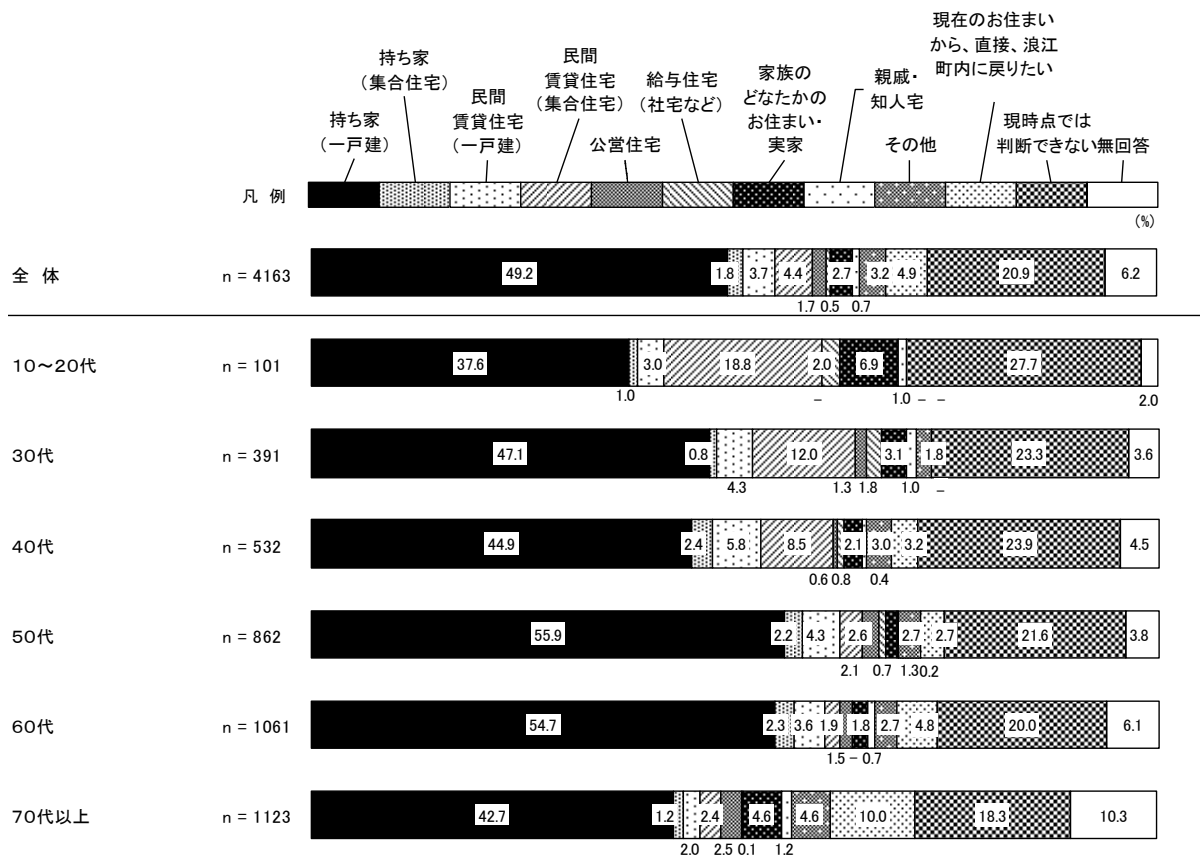 持ち家
（一戸建）
持ち家
（集合住宅）
民間
賃貸住宅
（一戸建）
民間
賃貸住宅
（集合住宅）
公営住宅
給与住宅
（社宅など）
家族の
どなたかの
お住まい・
実家
親戚・
知人宅
その他
現在のお住まい
から、直接、浪江
町内に戻りたい
現時点では
判断できない
無回答
凡 例
(%)
全 体 n = 4163 49.2 1.8 3.7 4.4 2.7 3.2 4.9 20.9 6.2
1.7 0.5 0.7
10～20代 n = 101 37.6 3.0 18.8 2.0 6.9 27.7
1.0 – 1.0 – – 2.0
30代 n = 391 47.1 0.8 12.0 3.1 1.8 23.3 3.6
4.3 1.3 1.8 1.0 –
40代 n = 532 44.9 2.4 5.8 8.5 2.1 3.0 3.2 23.9 4.5
0.6 0.8 0.4
50代 n = 862 55.9 2.2 4.3 2.6 2.7 2.7 21.6 3.8
2.1 0.7 1.3 0.2
60代 n = 1061 54.7 2.3 3.6 1.9 1.8 2.7 4.8 20.0 6.1
1.5 – 0.7
70代以上 n = 1123 42.7 1.2 2.4 4.6 4.6 10.0 18.3 10.3
2.0 2.5 0.1 1.2